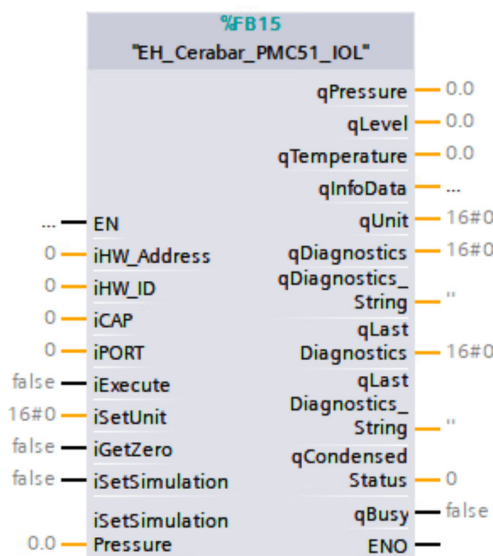 %FB15
"EH_Cerabar_PMC51_IOL"
qPressure 0.0
qLevel 0.0
qTemperature 0.0
qInfoData ...
... EN qUnit 16#0
0 iHW_Address qDiagnostics 16#0
0 iHW_ID qDiagnostics_
0 iCAP String ''
qLast
0 iPORT Diagnostics 16#0
false iExecute qLast
16#0 iSetUnit Diagnostics_
false iGetZero String ''
false iSetSimulation qCondensed
Status 0
iSetSimulation qBusy false
0.0 Pressure ENO